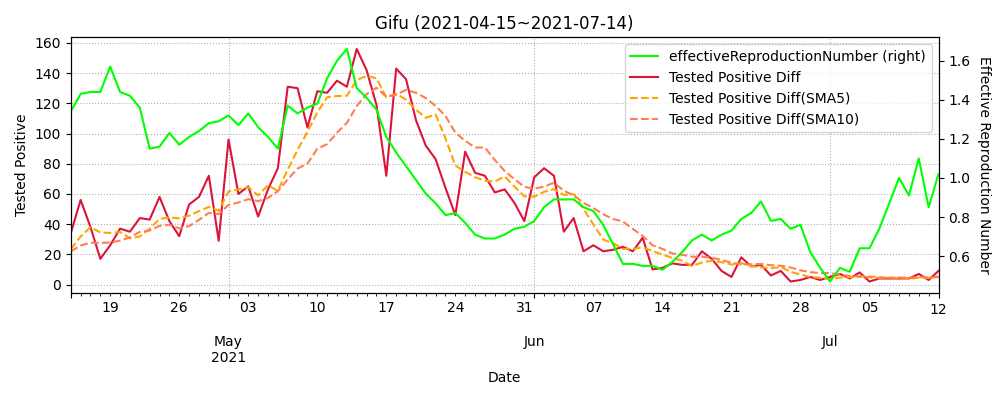 Gifu (2021-04-15~2021-07-14)
effectiveReproductionNumber (right)
Tested Positive Diff
Tested Positive Diff(SMA5)
Tested Positive Diff(SMA10)
Tested Positive
160
140
120
100
80
60
40
20
0
Effective Reproduction Number
1.6
1.4
1.2
1.0
0.8
0.6
19 26 03 10 17 24 31 07 14 21 28 05 12
May Jun Jul
2021
Date